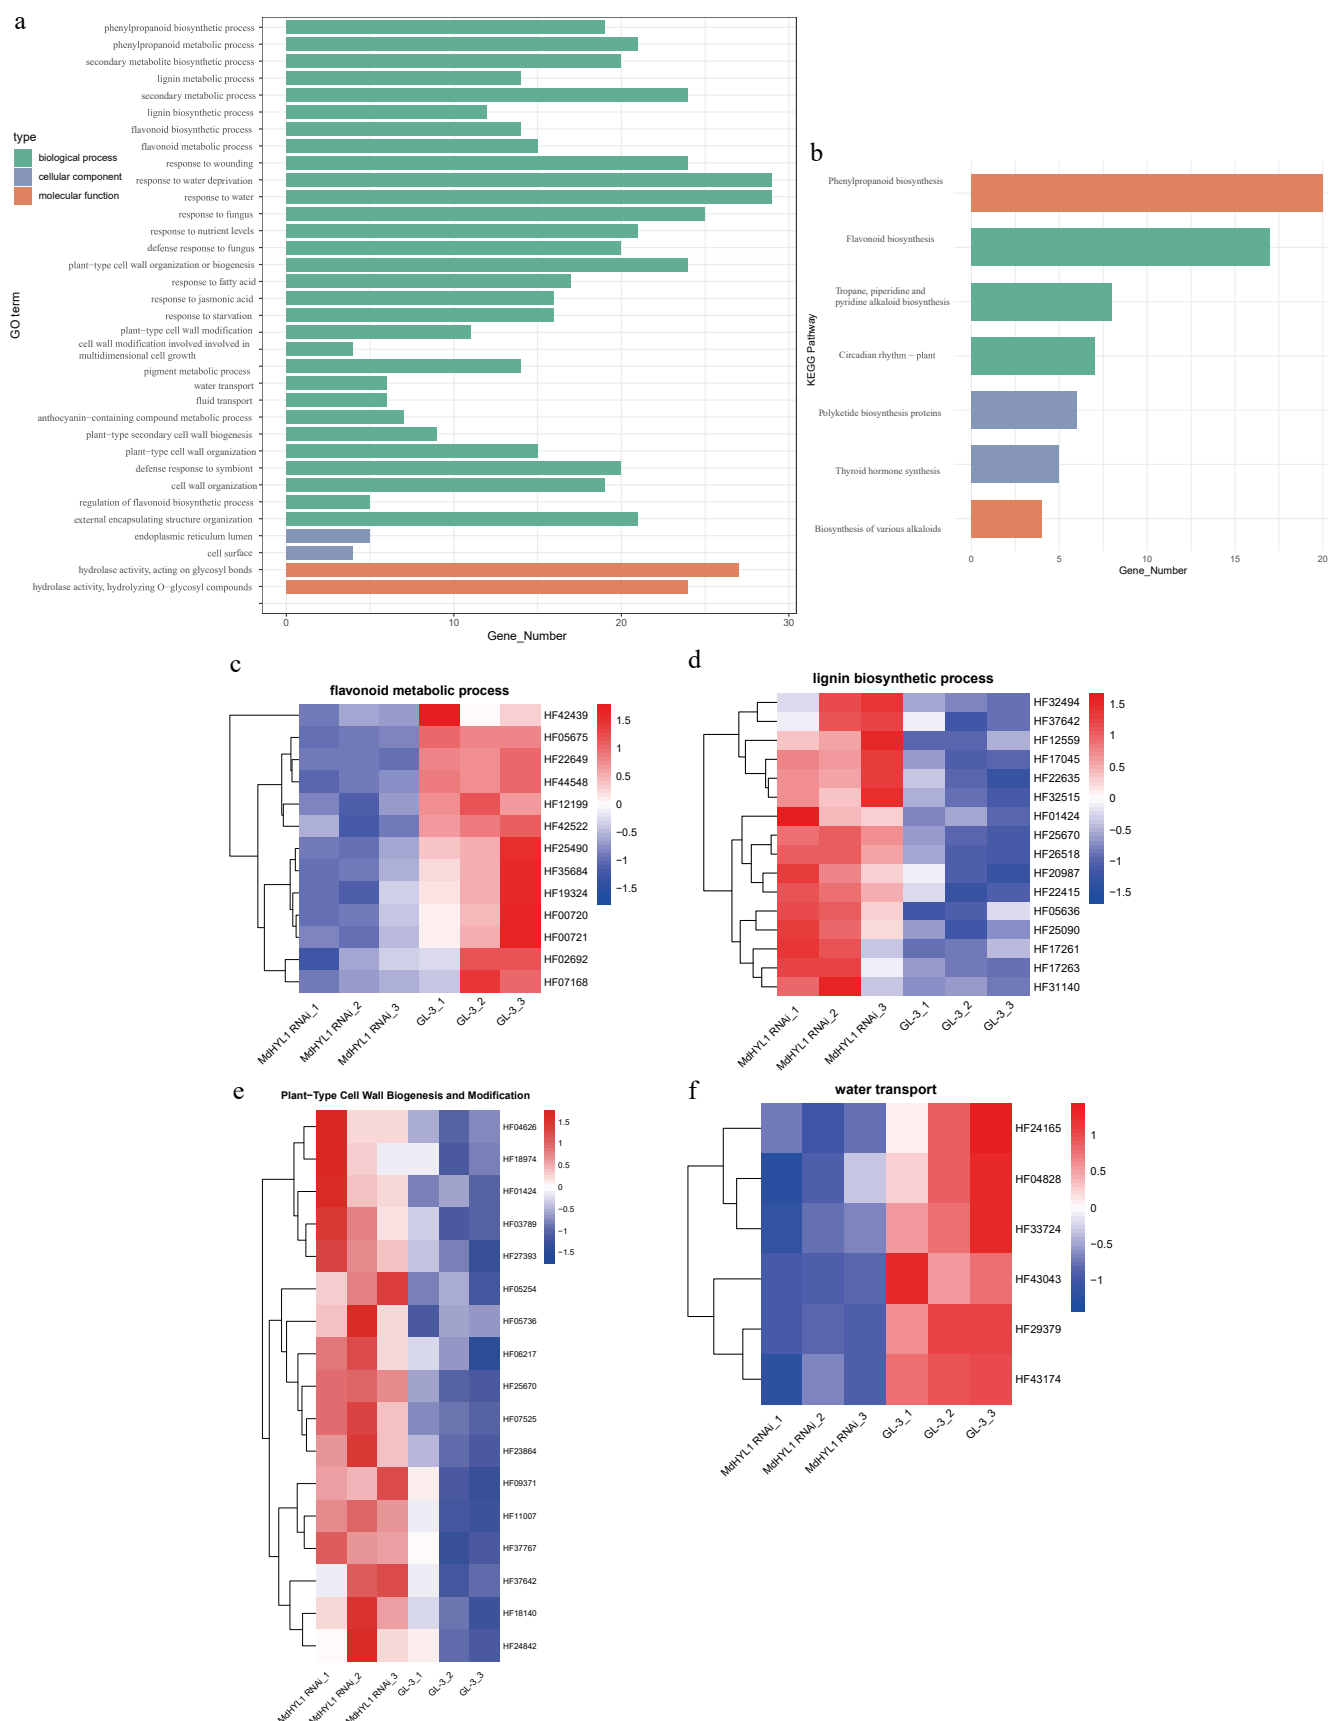 a
phenylpropanoid biosynthetic process
phenylpropanoid metabolic process
secondary metabolite biosynthetic process
lignin metabolic process
secondary metabolic process
lignin biosynthetic process
flavonoid biosynthetic process
flavonoid metabolic process
response to wounding
response to water deprivation
response to water
response to fungus
response to nutrient levels
defense response to fungus
plant−type cell wall organization or biogenesis
response to fatty acid
response to jasmonic acid
response to starvation
plant−type cell wall modification
cell wall modification involved involved in
multidimensional cell growth
pigment metabolic process
water transport
fluid transport
anthocyanin−containing compound metabolic process
plant−type secondary cell wall biogenesis
plant−type cell wall organization
defense response to symbiont
cell wall organization
regulation of flavonoid biosynthetic process
external encapsulating structure organization
endoplasmic reticulum lumen
cell surface
hydrolase activity, acting on glycosyl bonds
hydrolase activity, hydrolyzing O−glycosyl compounds
type
biological process
cellular component
molecular function
GO term
0 10 20 30
Gene_Number
b
Phenylpropanoid biosynthesis
Flavonoid biosynthesis
Tropane, piperidine and
pyridine alkaloid biosynthesis
Circadian rhythm − plant
Polyketide biosynthesis proteins
Thyroid hormone synthesis
Biosynthesis of various alkaloids
KEGG Pathway
0 5 10 15 20
Gene_Number
c
flavonoid metabolic process
HF42439
HF05675
HF22649
HF44548
HF12199
HF42522
HF25490
HF35684
HF19324
HF00720
HF00721
HF02692
HF07168
1.5
1
0.5
0
−0.5
−1
−1.5
MdHYL1 RNAi_1
MdHYL1 RNAi_2
MdHYL1 RNAi_3
GL-3_1
GL-3_2
GL-3_3
d
lignin biosynthetic process
HF32494
HF37642
HF12559
HF17045
HF22635
HF32515
HF01424
HF25670
HF26518
HF20987
HF22415
HF05636
HF25090
HF17261
HF17263
HF31140
1.5
1
0.5
0
−0.5
−1
−1.5
MdHYL1 RNAi_1
MdHYL1 RNAi_2
MdHYL1 RNAi_3
GL-3_1
GL-3_2
GL-3_3
e
Plant−Type Cell Wall Biogenesis and Modification
HF04626
HF18974
HF01424
HF03789
HF27393
HF05254
HF05736
HF06217
HF25670
HF07525
HF23864
HF09371
HF11007
HF37767
HF37642
HF18140
HF24842
1.5
1
0.5
0
−0.5
−1
−1.5
MdHYL1 RNAi_1
MdHYL1 RNAi_2
MdHYL1 RNAi_3
GL-3_1
GL-3_2
GL-3_3
f
water transport
HF24165
HF04828
HF33724
HF43043
HF29379
HF43174
1
0.5
0
−0.5
−1
MdHYL1 RNAi_1
MdHYL1 RNAi_2
MdHYL1 RNAi_3
GL-3_1
GL-3_2
GL-3_3